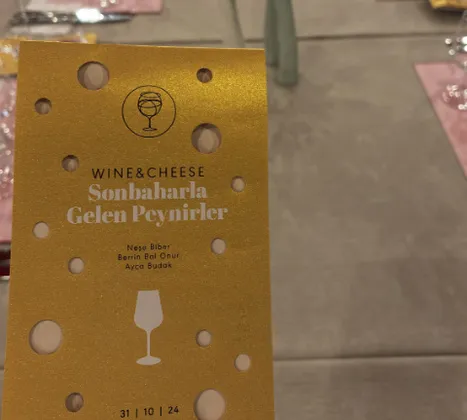 WINE&CHEESE
Sonbaharla
Gelen Peynirler
Neşe Biber
Berrin Bal Onur
Ayça Budak
31 | 10 | 24